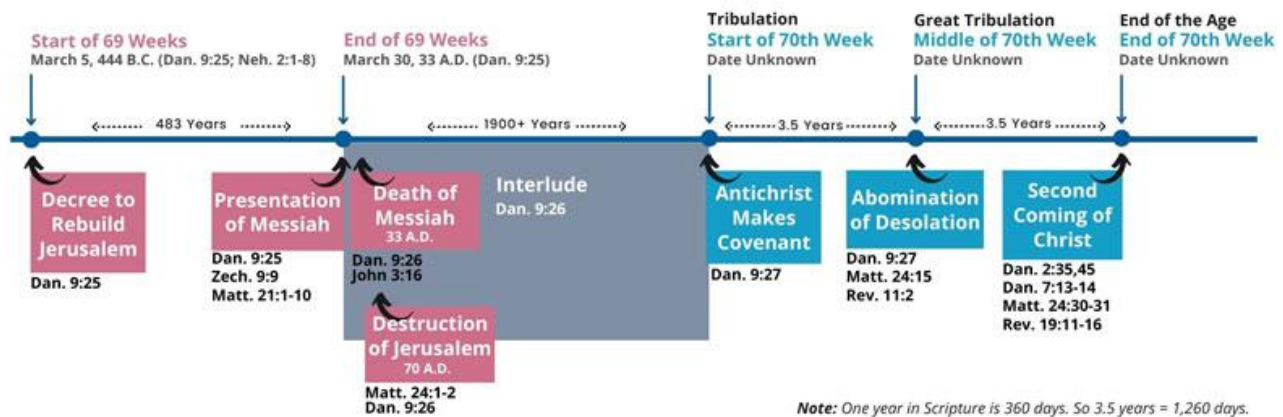 Start of 69 Weeks
March 5, 444 B.C. (Dan. 9:25; Neh. 2:1-8)
End of 69 Weeks
March 30, 33 A.D. (Dan. 9:25)
Tribulation
Start of 70th Week
Date Unknown
Great Tribulation
Middle of 70th Week
Date Unknown
End of the Age
End of 70th Week
Date Unknown
483 Years
1900+ Years
3.5 Years
3.5 Years
Decree to
Rebuild
Jerusalem
Dan. 9:25
Presentation
of Messiah
Dan. 9:25
Zech. 9:9
Matt. 21:1-10
Death of
Messiah
33 A.D.
Dan. 9:26
John 3:16
Interlude
Dan. 9:26
Destruction
of Jerusalem
70 A.D.
Matt. 24:1-2
Dan. 9:26
Antichrist
Makes
Covenant
Dan. 9:27
Abomination
of Desolation
Dan. 9:27
Matt. 24:15
Rev. 11:2
Second
Coming of
Christ
Dan. 2:35,45
Dan. 7:13-14
Matt. 24:30-31
Rev. 19:11-16
Note: One year in Scripture is 360 days. So 3.5 years = 1,260 days.